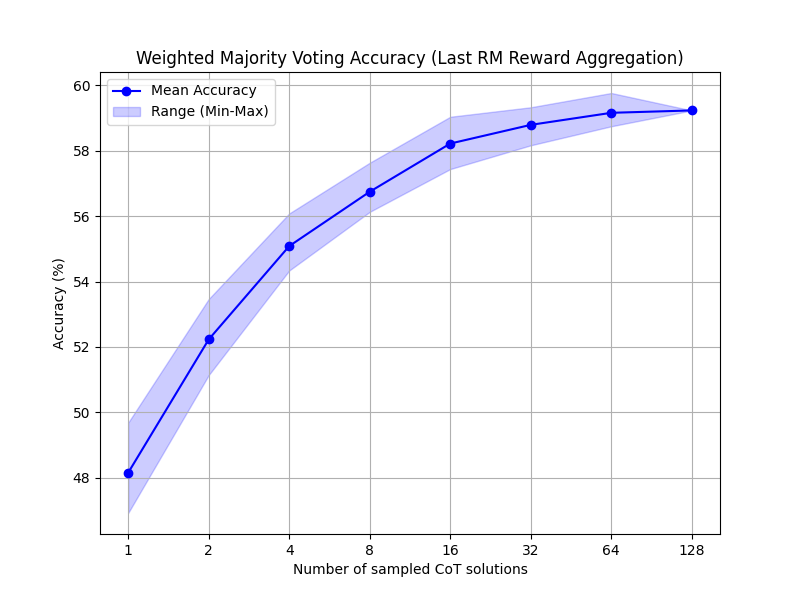 Weighted Majority Voting Accuracy (Last RM Reward Aggregation)
Mean Accuracy
Range (Min-Max)
60
58
56
54
52
50
48
Accuracy (%)
1 2 4 8 16 32 64 128
Number of sampled CoT solutions